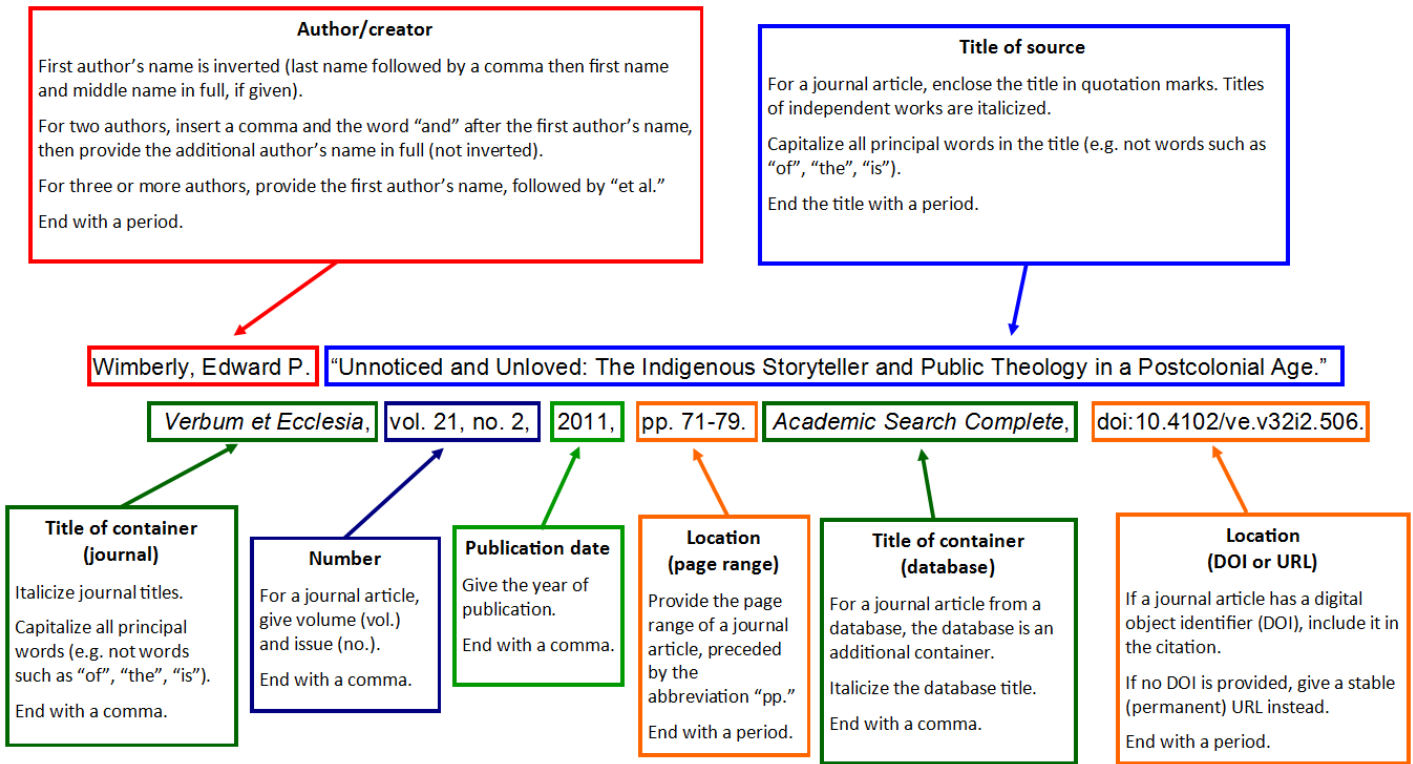 Author/creator
First author’s name is inverted (last name followed by a comma then first name
and middle name in full, if given).
For two authors, insert a comma and the word “and” after the first author’s name,
then provide the additional author’s name in full (not inverted).
For three or more authors, provide the first author’s name, followed by “et al.”
End with a period.
Title of source
For a journal article, enclose the title in quotation marks. Titles
of independent works are italicized.
Capitalize all principal words in the title (e.g. not words such as
“of”, “the”, “is”).
End the title with a period.
Wimberly, Edward P. “Unnoticed and Unloved: The Indigenous Storyteller and Public Theology in a Postcolonial Age.”
Verbum et Ecclesia, vol. 21, no. 2, 2011, pp. 71-79. Academic Search Complete, doi:10.4102/ve.v32i2.506.
Title of container
(journal)
Italicize journal titles.
Capitalize all principal
words (e.g. not words
such as “of”, “the”, “is”).
End with a comma.
Number
For a journal article,
give volume (vol.)
and issue (no.).
End with a comma.
Publication date
Give the year of
publication.
End with a comma.
Location
(page range)
Provide the page
range of a journal
article, preceded
by the
abbreviation “pp.”
End with a period.
Title of container
(database)
For a journal article from a
database, the database is an
additional container.
Italicize the database title.
End with a comma.
Location
(DOI or URL)
If a journal article has a digital
object identifier (DOI), include it in
the citation.
If no DOI is provided, give a stable
(permanent) URL instead.
End with a period.